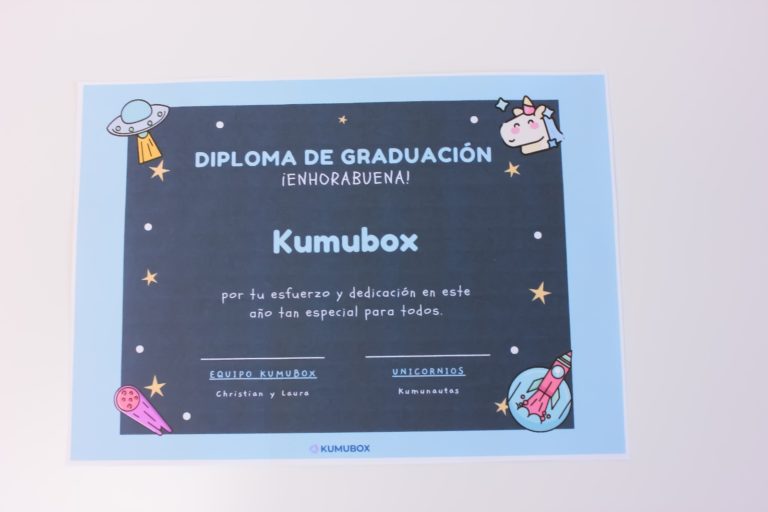 DIPLOMA DE GRADUACIÓN
¡ENHORABUENA!
Kumubox
por tu esfuerzo y dedicación en este
año tan especial para todos.
EQUIPO KUMUBOX
Christian y Laura
UNICORNIOS
Kumunautas
KUMUBOX